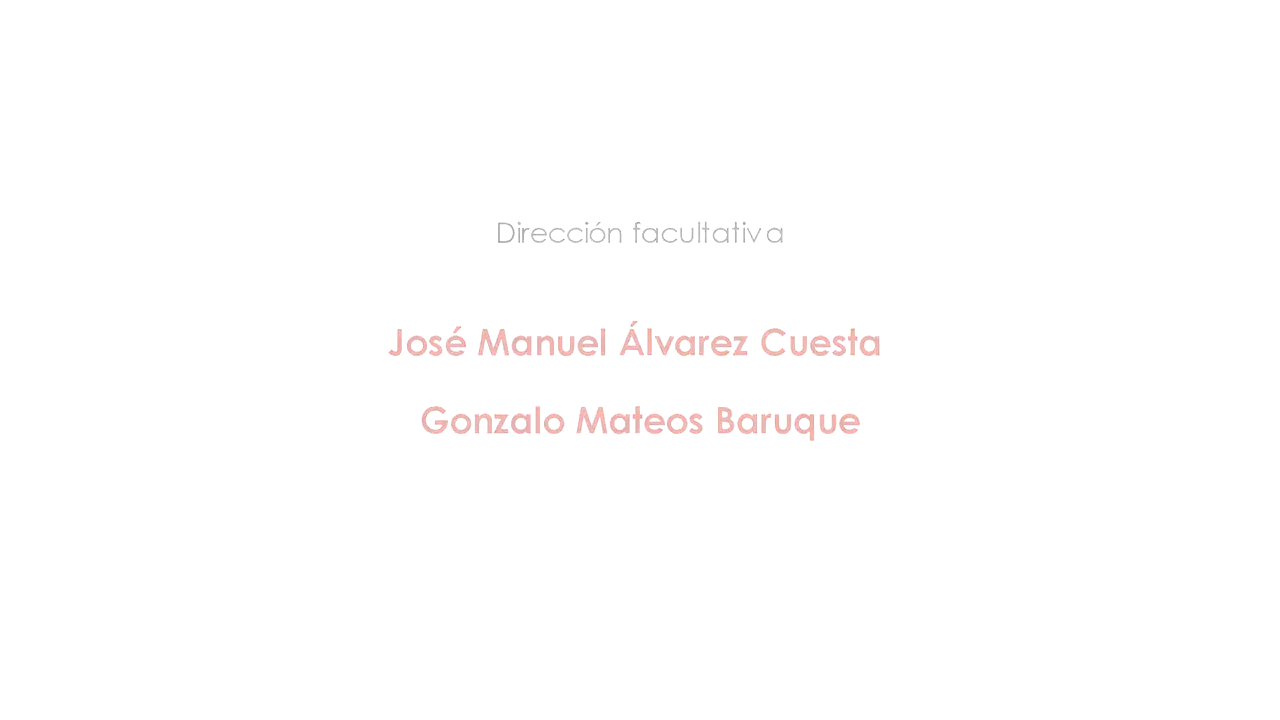 Dirección facultativa
José Manuel Álvarez Cuesta
Gonzalo Mateos Baruque